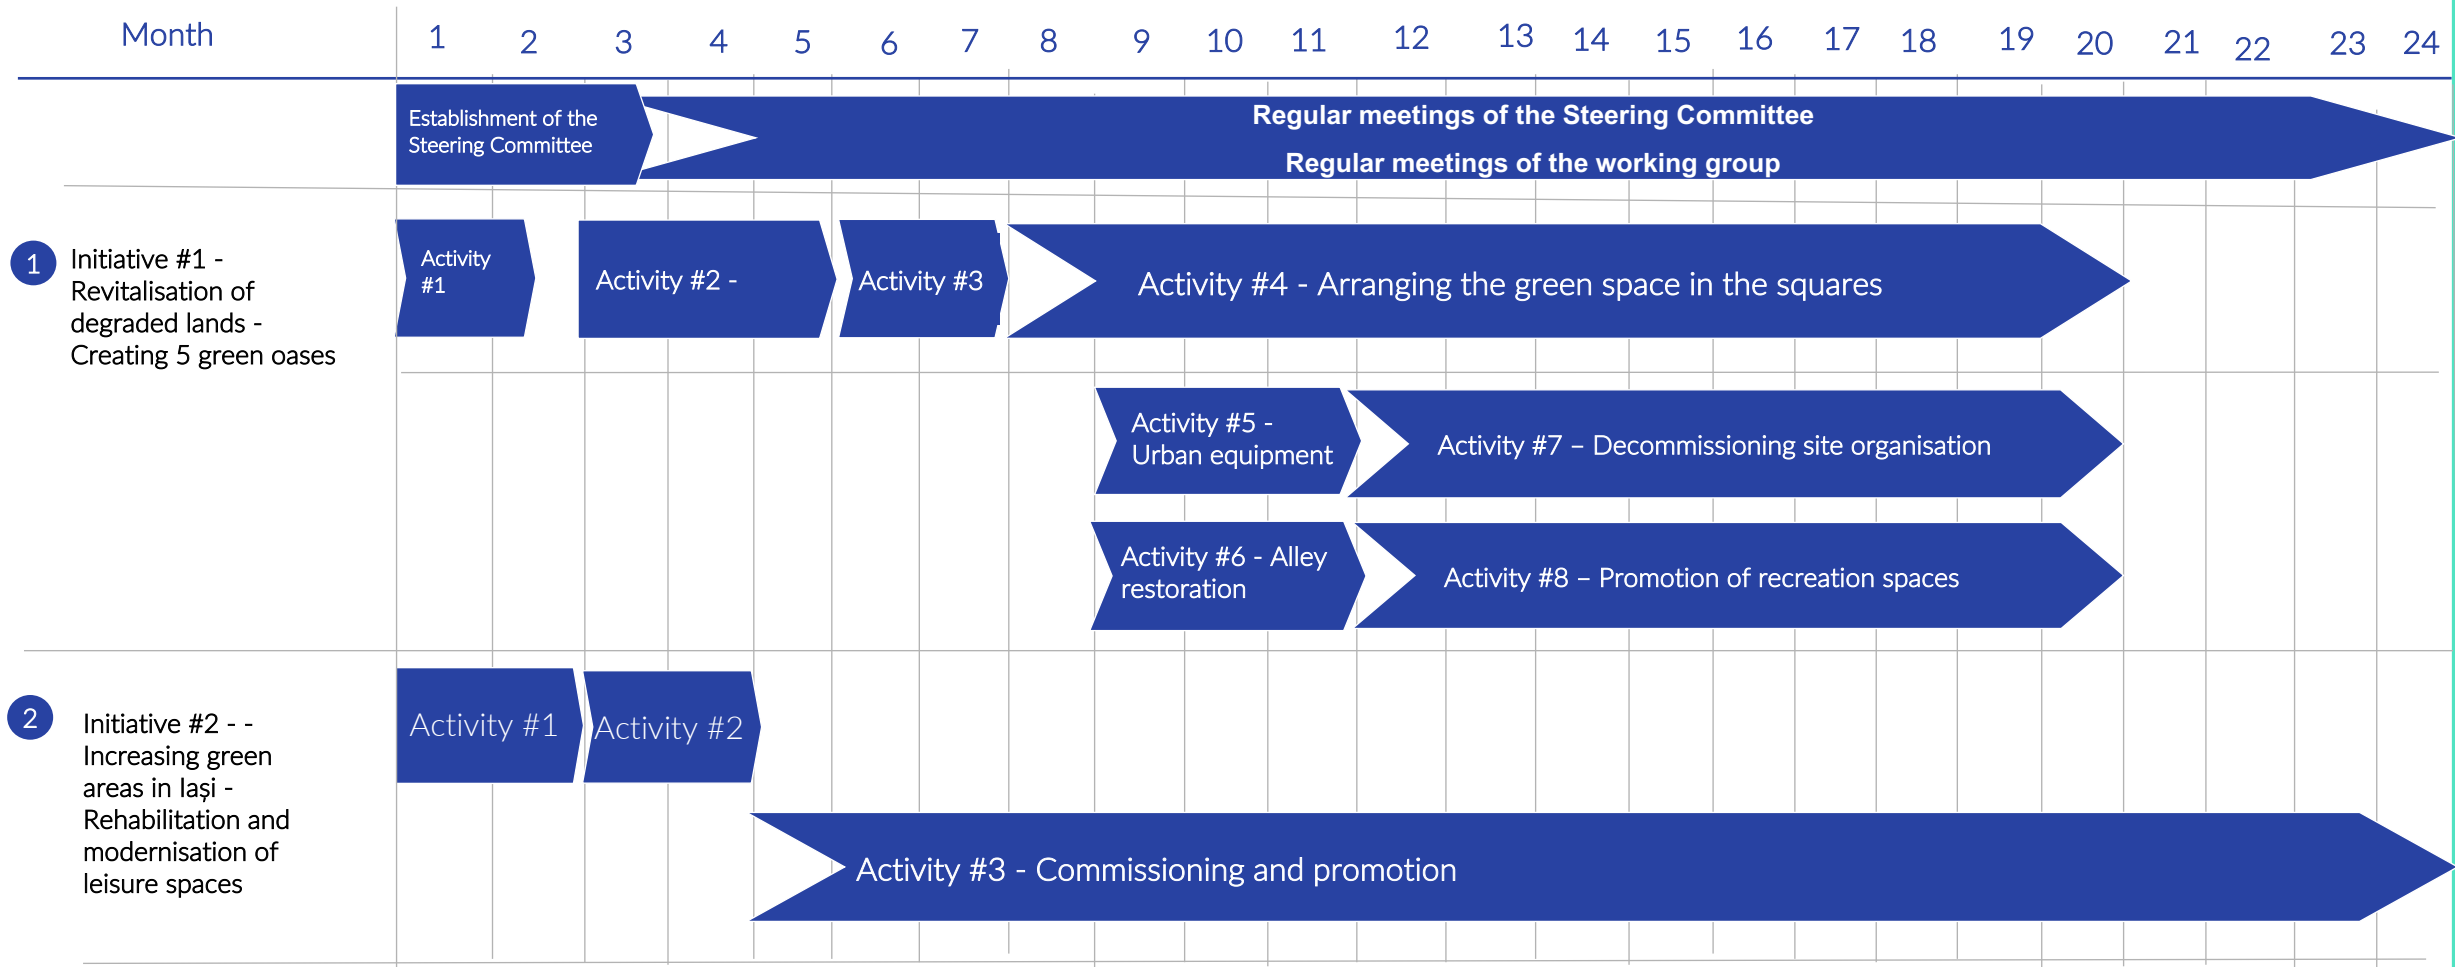 Month 1 2 3 4 5 6 7 8 9 10 11 12 13 14 15 16 17 18 19 20 21 22 23 24
Establishment of the
Steering Committee
Regular meetings of the Steering Committee
Regular meetings of the working group
1
Initiative #1 -
Revitalisation of
degraded lands -
Creating 5 green oases
Activity
#1
Activity #2 -
Activity #3
Activity #4 - Arranging the green space in the squares
Activity #5 -
Urban equipment
Activity #7 – Decommissioning site organisation
Activity #6 - Alley
restoration
Activity #8 – Promotion of recreation spaces
2
Initiative #2 - -
Increasing green
areas in Iași -
Rehabilitation and
modernisation of
leisure spaces
Activity #1
Activity #2
Activity #3 - Commissioning and promotion